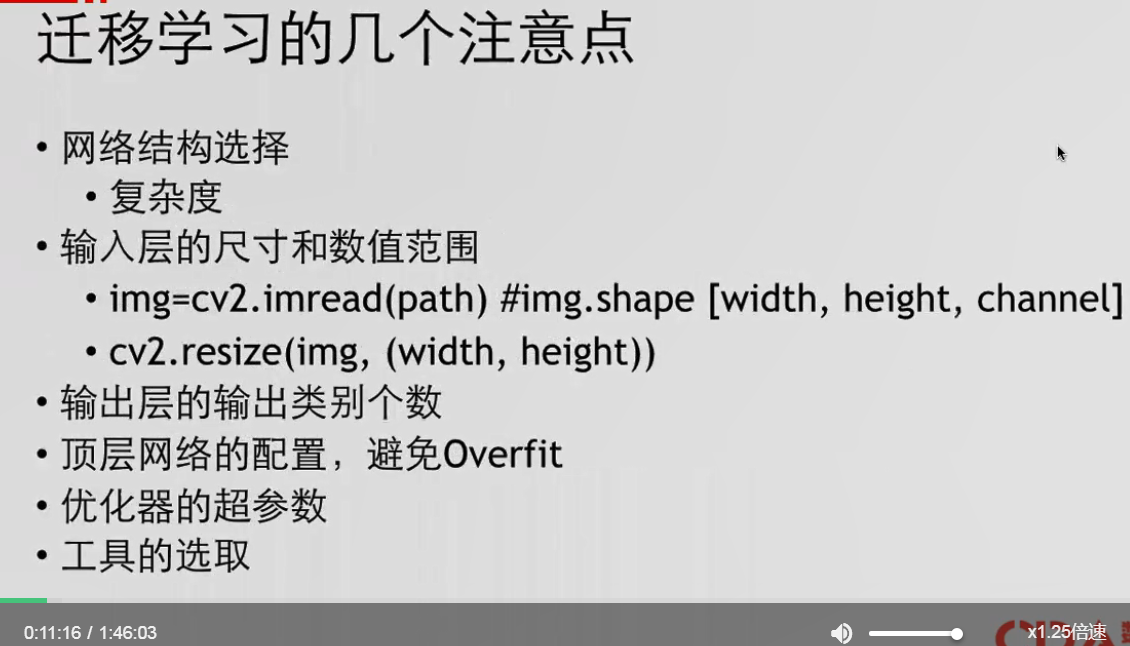 迁移学习的几个注意点
• 网络结构选择
• 复杂度
• 输入层的尺寸和数值范围
• img=cv2.imread(path) #img.shape [width, height, channel]
• cv2.resize(img, (width, height))
• 输出层的输出类别个数
• 顶层网络的配置，避免Overfit
• 优化器的超参数
• 工具的选取
0:11:16 / 1:46:03
x1.25倍速